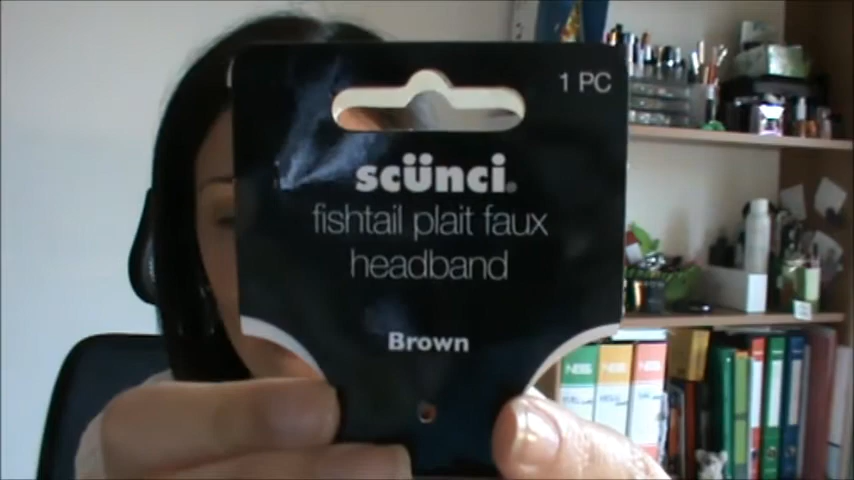 1 PC
scünci®
fishtail plait faux
headband
Brown